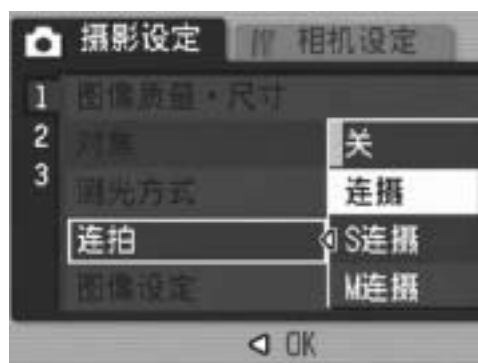 摄影设定 相机设定
1 图像质量・尺寸
2 对焦 关
3 测光方式 连摄
连拍 S连摄
图像设定 M连摄
OK